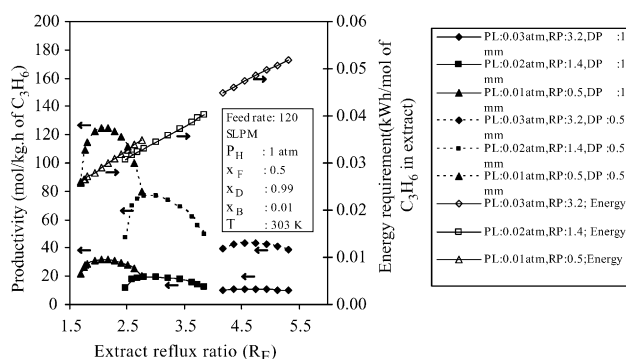 Productivity (mol/kg.h of C3H6)
200
180
160
140
120
100
80
60
40
20
0
1.5
2.5
3.5
4.5
5.5
Extract reflux ratio (RE)
0.06
0.05
0.04
0.03
0.02
0.01
0.00
Energy requirement(kWh/mol of
C3H6 in extract)
Feed rate: 120
SLPM
PH : 1 atm
xF : 0.5
xD : 0.99
xB : 0.01
T : 303 K
PL:0.03atm,RP:3.2,DP :1
mm
PL:0.02atm,RP:1.4,DP :1
mm
PL:0.01atm,RP:0.5,DP :1
mm
PL:0.03atm,RP:3.2,DP :0.5
mm
PL:0.02atm,RP:1.4,DP :0.5
mm
PL:0.01atm,RP:0.5,DP :0.5
mm
PL:0.03atm,RP:3.2; Energy
PL:0.02atm,RP:1.4; Energy
PL:0.01atm,RP:0.5;Energy